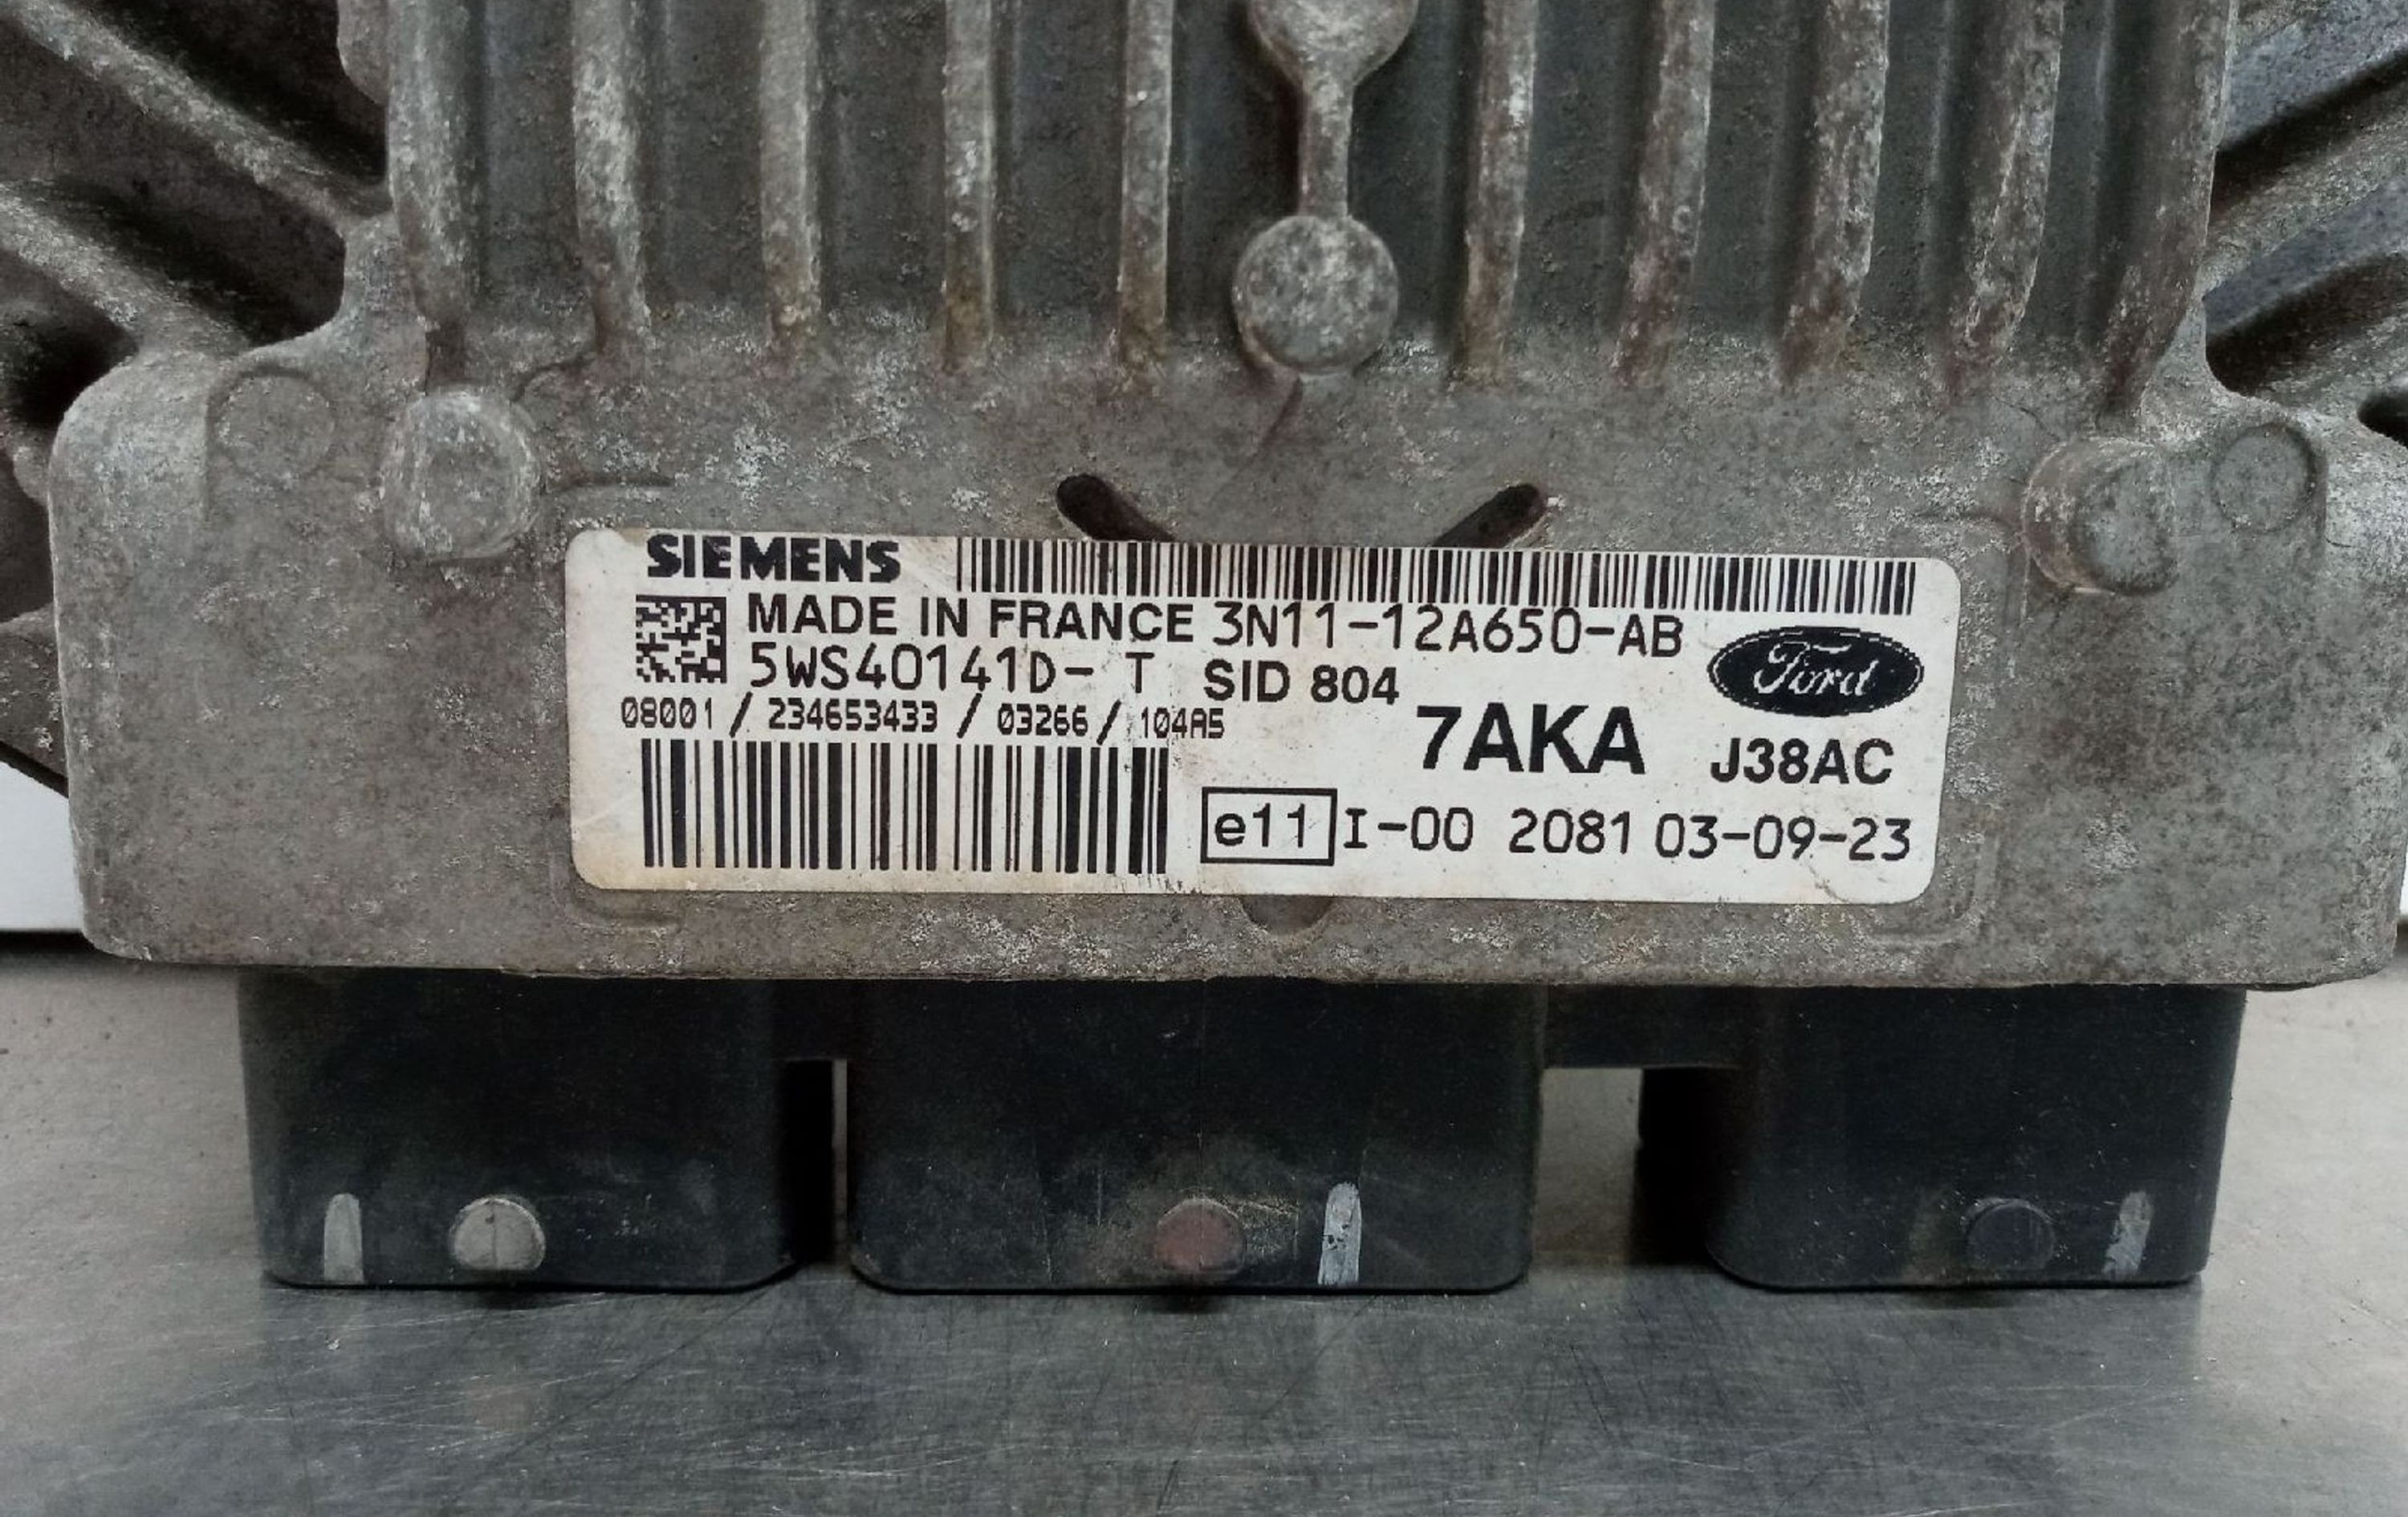 SIEMENS
MADE IN FRANCE 3N11-12A650-AB
5WS40141D- T SID 804
Ford
08001 / 234653433 / 03266 / 104A5
7AKA J38AC
e11 I-00 2081 03-09-23